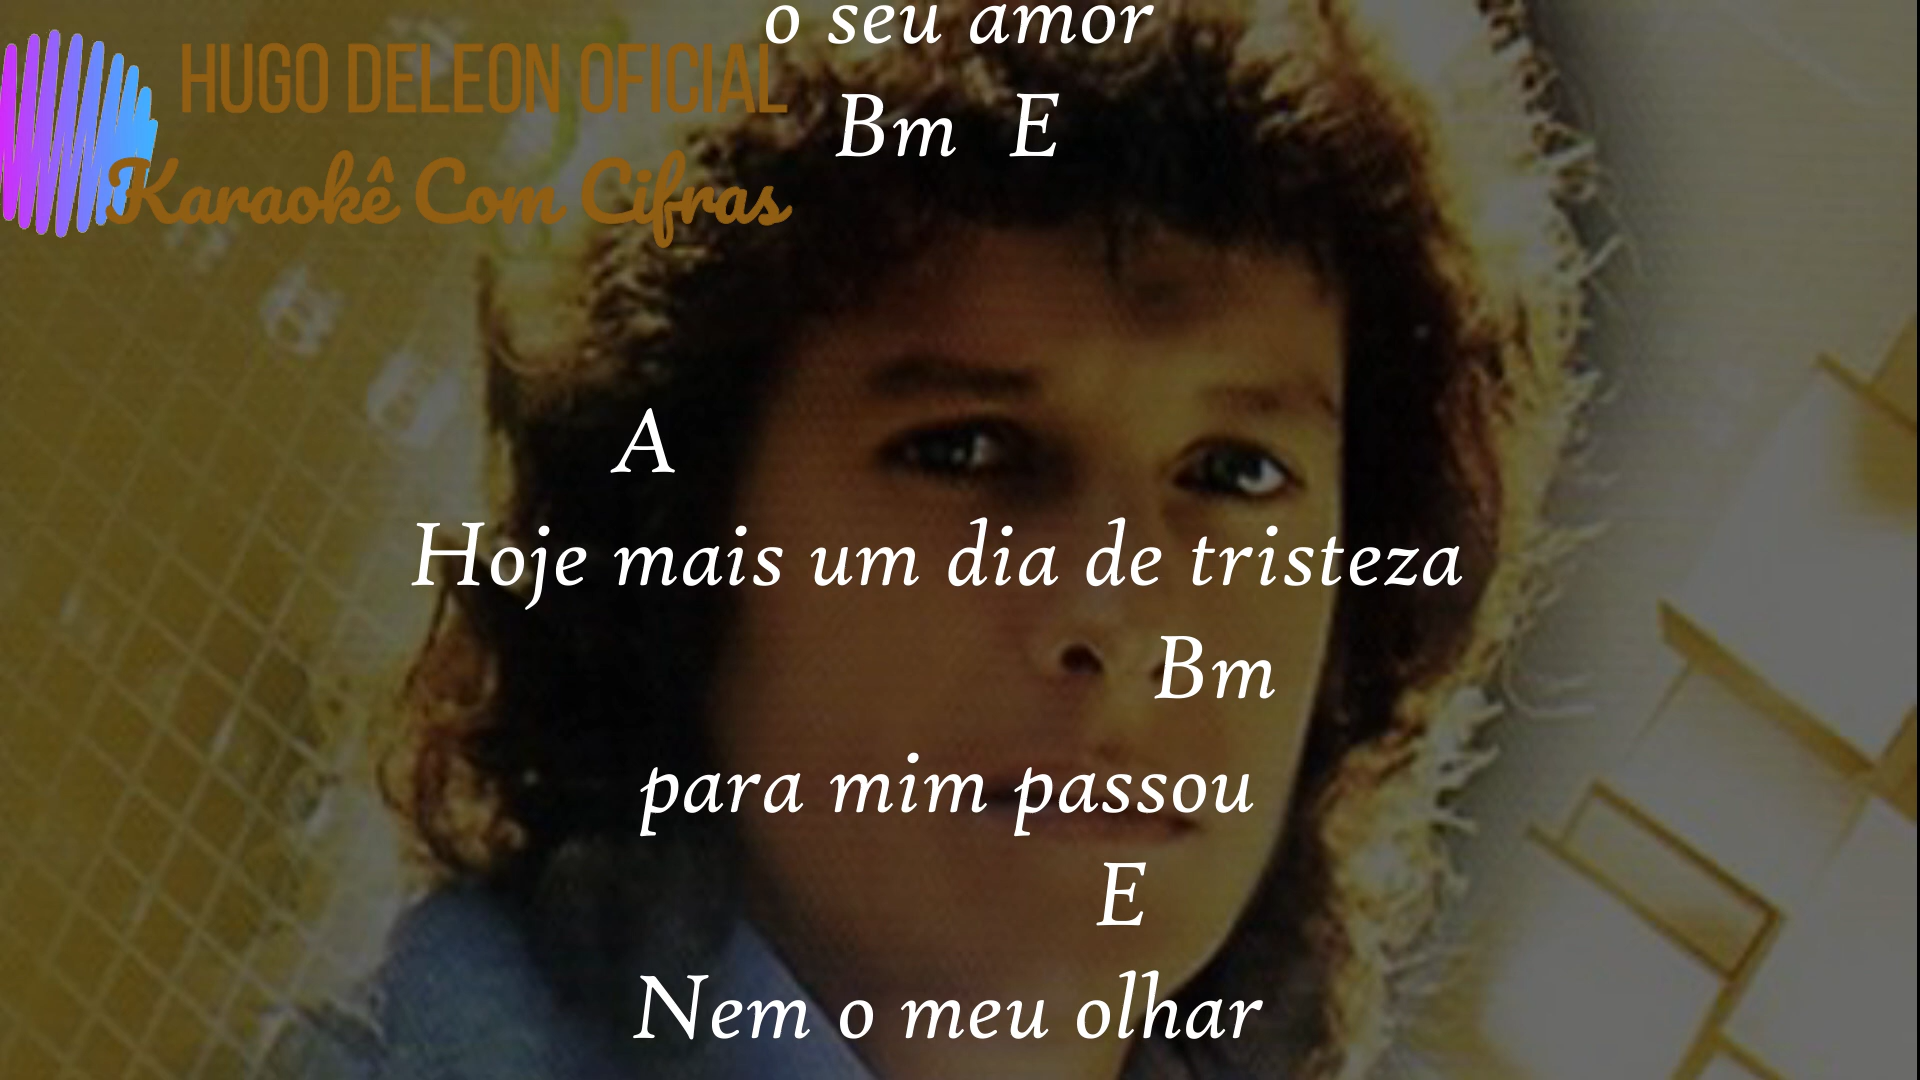 o seu amor
HUGO DELEON OFICIAL
Bm E
Karaokê Com Cifras
A
Hoje mais um dia de tristeza
Bm
para mim passou
E
Nem o meu olhar